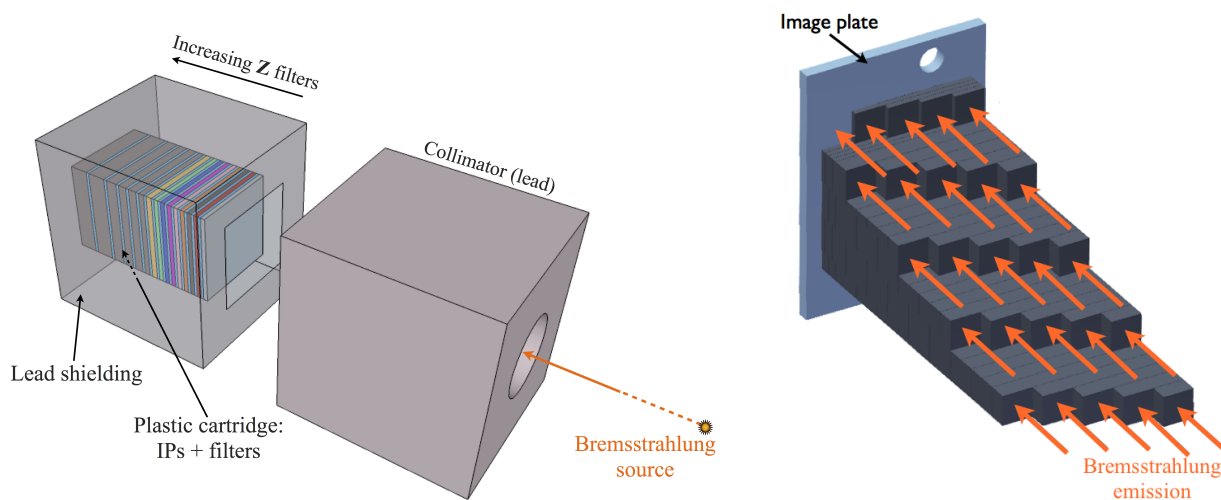 Increasing Z filters
Collimator (lead)
Lead shielding
Plastic cartridge:
IPs + filters
Bremsstrahlung
source
Image plate
Bremsstrahlung
emission